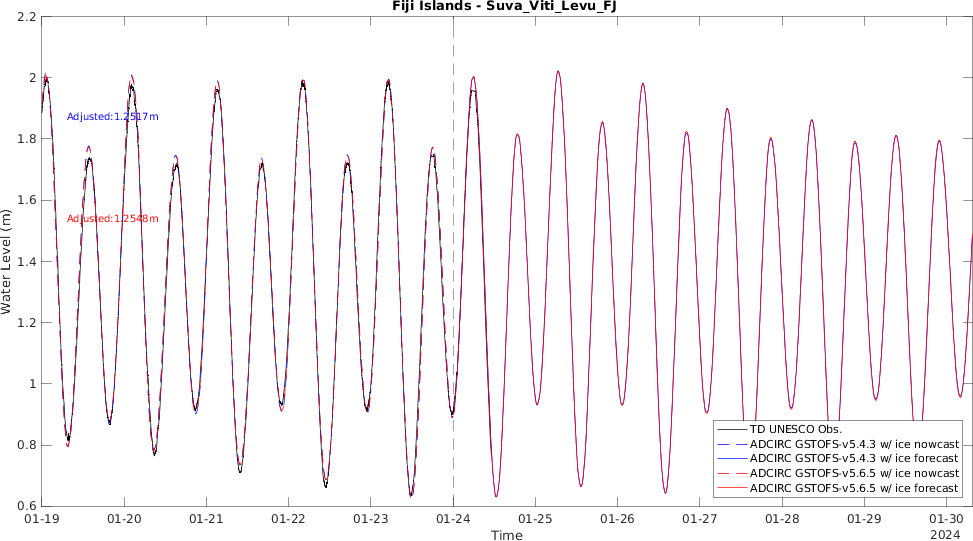 Fiji Islands - Suva_Viti_Levu_FJ
2.2
2
1.8
1.6
1.4
1.2
1
0.8
0.6
Water Level (m)
Adjusted:1.2517m
Adjusted:1.2548m
TD UNESCO Obs.
ADCIRC GSTOFS-v5.4.3 w/ ice nowcast
ADCIRC GSTOFS-v5.4.3 w/ ice forecast
ADCIRC GSTOFS-v5.6.5 w/ ice nowcast
ADCIRC GSTOFS-v5.6.5 w/ ice forecast
01-19 01-20 01-21 01-22 01-23 01-24 01-25 01-26 01-27 01-28 01-29 01-30
Time
2024